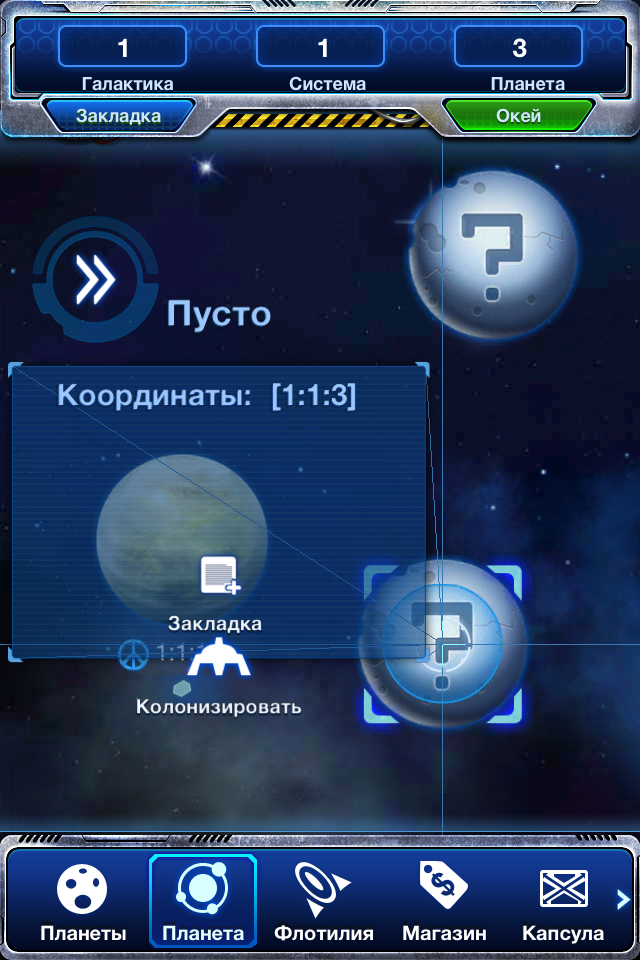 1 1 3
Галактика Система Планета
Закладка Окей
Пусто
Координаты: [1:1:3]
Закладка
Колонизировать
Планеты Планета Флотилия Магазин Капсула